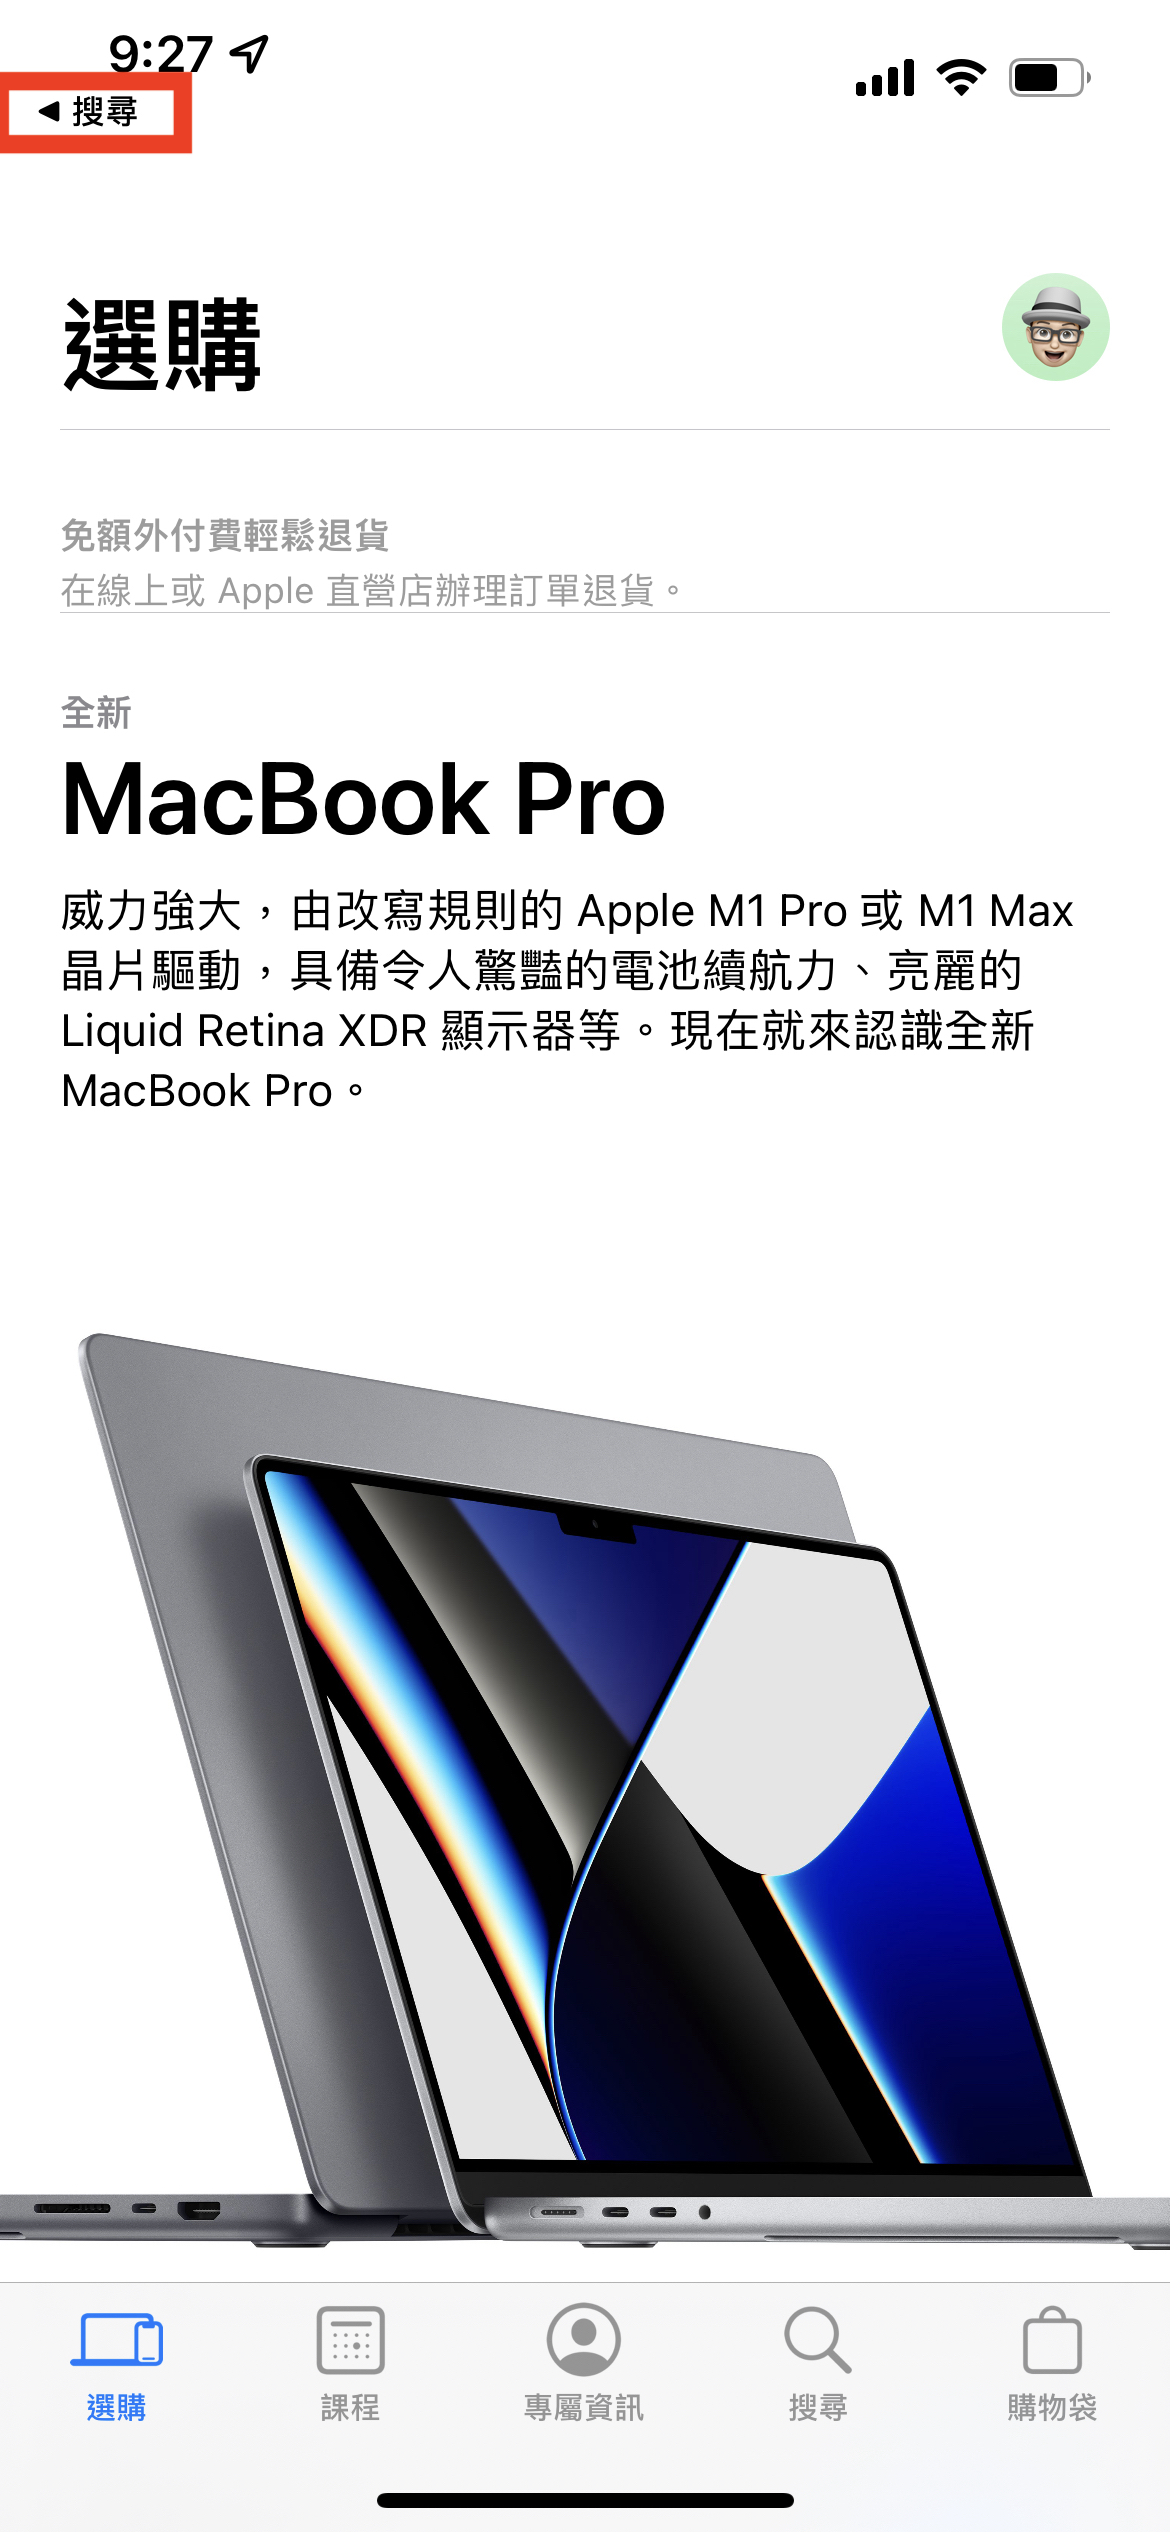 9:27
◀ 搜尋
選購
免額外付費輕鬆退貨
在線上或 Apple 直營店辦理訂單退貨。
全新
MacBook Pro
威力強大，由改寫規則的 Apple M1 Pro 或 M1 Max
晶片驅動，具備令人驚豔的電池續航力、亮麗的
Liquid Retina XDR 顯示器等。現在就來認識全新
MacBook Pro。
選購
課程
專屬資訊
搜尋
購物袋